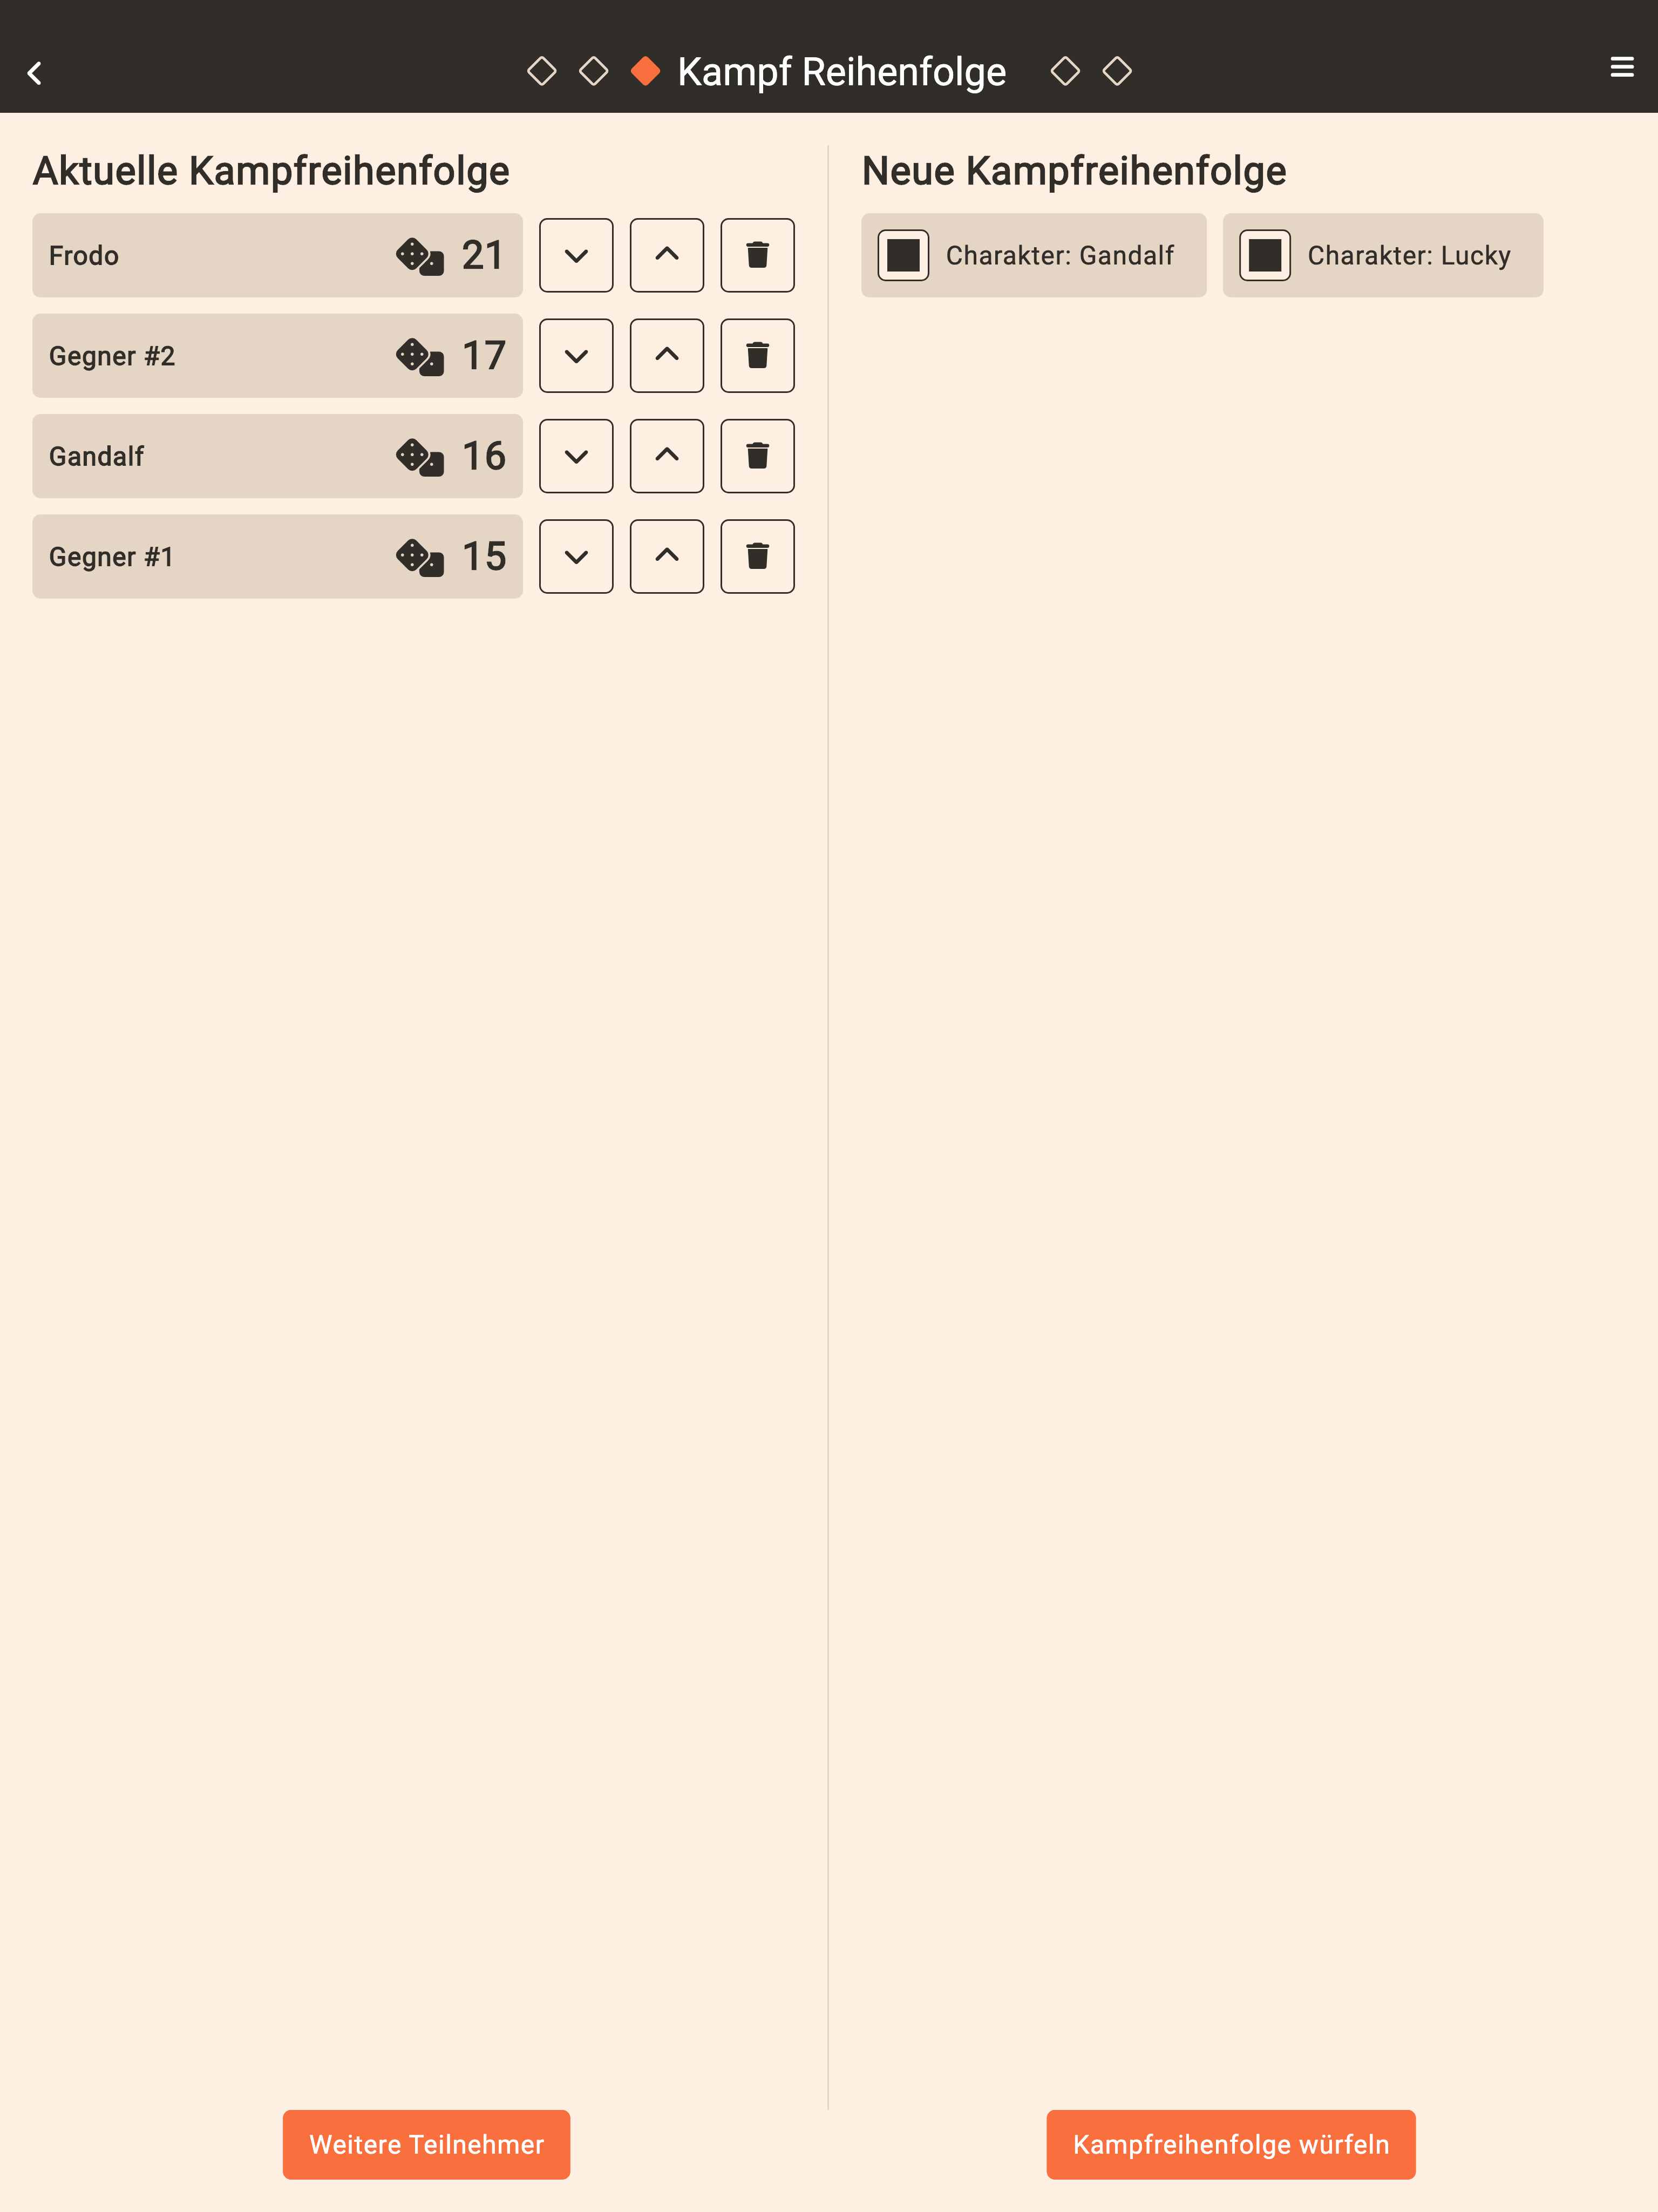 Kampf Reihenfolge
Aktuelle Kampfreihenfolge
Frodo 21
Gegner #2 17
Gandalf 16
Gegner #1 15
Weitere Teilnehmer
Neue Kampfreihenfolge
Charakter: Gandalf
Charakter: Lucky
Kampfreihenfolge würfeln